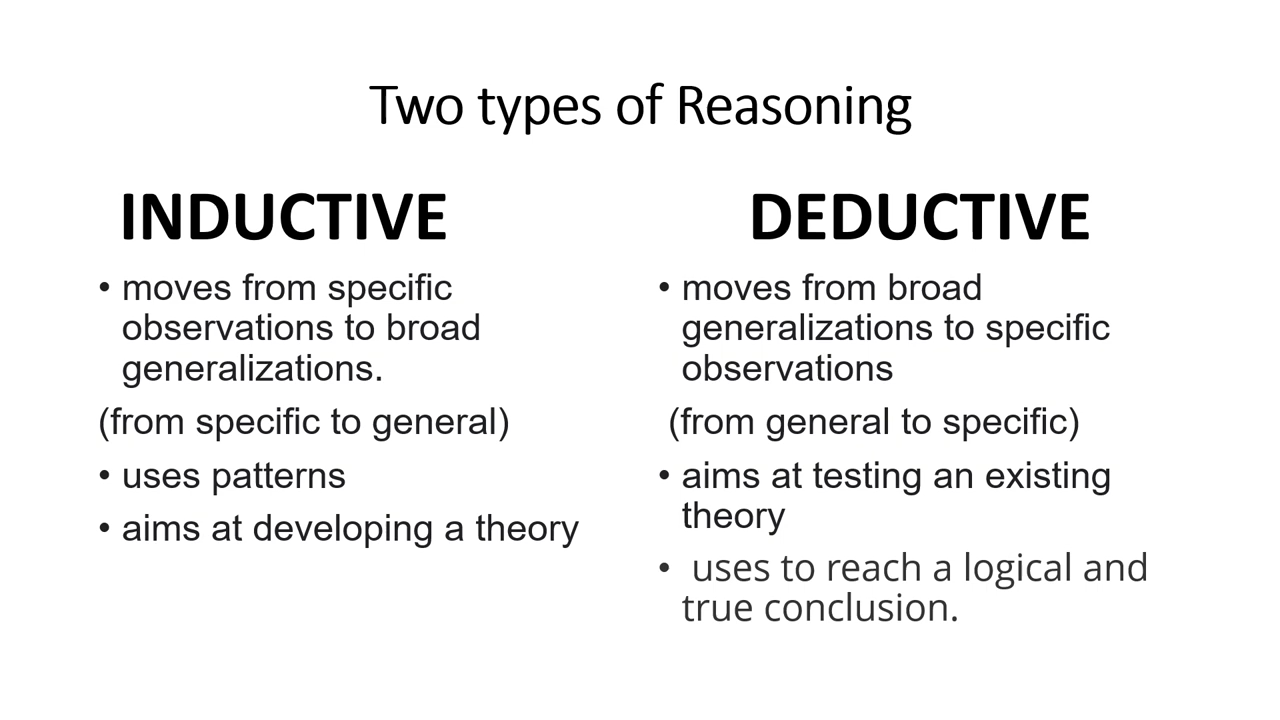 Two types of Reasoning
INDUCTIVE
• moves from specific
observations to broad
generalizations.
(from specific to general)
• uses patterns
• aims at developing a theory
DEDUCTIVE
• moves from broad
generalizations to specific
observations
(from general to specific)
• aims at testing an existing
theory
• uses to reach a logical and
true conclusion.